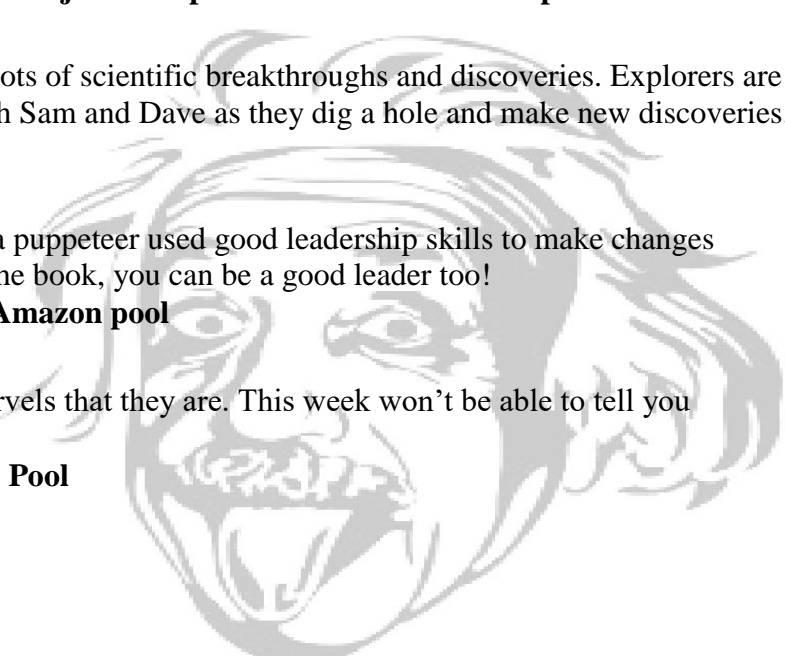 ots of scientific breakthroughs and discoveries. Explorers are
h Sam and Dave as they dig a hole and make new discoveries
a puppeteer used good leadership skills to make changes
he book, you can be a good leader too!
Amazon pool
rvels that they are. This week won’t be able to tell you
Pool